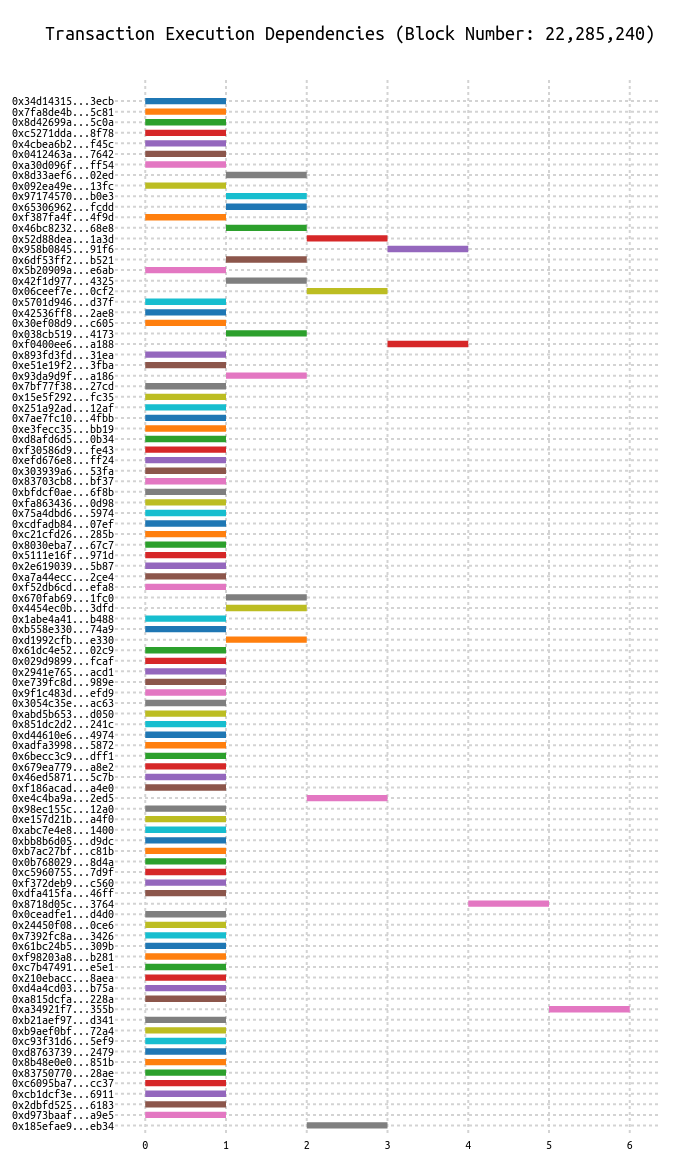 Transaction Execution Dependencies (Block Number: 22,285,240)
0x34d14315...3ecb
0x7fa8de4b...5c81
0x8d42699a...5c0a
0xc5271dda...8f78
0x4cbea6b2...f45c
0x0412463a...7642
0xa30d096f...ff54
0x8d33aef6...02ed
0x092ea49e...13fc
0x97174570...b0e3
0x65306962...fcdd
0xf387fa4f...4f9d
0x46bc8232...68e8
0x52d88dea...1a3d
0x958b0845...91f6
0x6df53ff2...b521
0x5b20909a...e6ab
0x42f1d977...4325
0x06ceef7e...0cf2
0x5701d946...d37f
0x42536ff8...2ae8
0x30ef08d9...c605
0x038cb519...4173
0xf0400ee6...a188
0x893fd3fd...31ea
0xe51e19f2...3fba
0x93da9d9f...a186
0x7bf77f38...27cd
0x15e5f292...fc35
0x251a92ad...12af
0x7ae7fc10...4fbb
0xe3fecc35...bb19
0xd8afd6d5...0b34
0xf30586d9...fe43
0xefd676e8...ff24
0x303939a6...53fa
0x83703cb8...bf37
0xbfdcf0ae...6f8b
0xfa863436...0d98
0x75a4dbd6...5974
0xcdfadb84...07ef
0xc21cfd26...285b
0x8030eba7...67c7
0x5111e16f...971d
0x2e619039...5b87
0xa7a44ecc...2ce4
0xf52db6cd...efa8
0x670fab69...1fc0
0x4454ec0b...3dfd
0x1abe4a41...b488
0xb558e330...74a9
0xd1992cfb...e330
0x61dc4e52...02c9
0x029d9899...fcaf
0x2941e765...acd1
0xe739fc8d...989e
0x9f1c483d...efd9
0x3054c35e...ac63
0xabd5b653...d050
0x851dc2d2...241c
0xd44610e6...4974
0xadfa3998...5872
0x6becc3c9...dff1
0x679ea779...a8e2
0x46ed5871...5c7b
0xf186acad...a4e0
0xe4c4ba9a...2ed5
0x98ec155c...12a0
0xe157d21b...a4f0
0xabc7e4e8...1400
0xbb8b6d05...d9dc
0xb7ac27bf...c81b
0x0b768029...8d4a
0xc5960755...7d9f
0xf372deb9...c560
0xdfa415fa...46ff
0x8718d05c...3764
0x0ceadfe1...d4d0
0x24450f08...0ce6
0x7392fc8a...3426
0x61bc24b5...309b
0xf98203a8...b281
0xc7b47491...e5e1
0x210ebacc...8aea
0xd4a4cd03...b75a
0xa815dcfa...228a
0xa34921f7...355b
0xb21aef97...d341
0xb9aef0bf...72a4
0xc93f31d6...5ef9
0xd8763739...2479
0x8b48e0e0...851b
0x83750770...28ae
0xc6095ba7...cc37
0xcb1dcf3e...6911
0x2dbfd525...6183
0xd973baaf...a9e5
0x185efae9...eb34
0 1 2 3 4 5 6